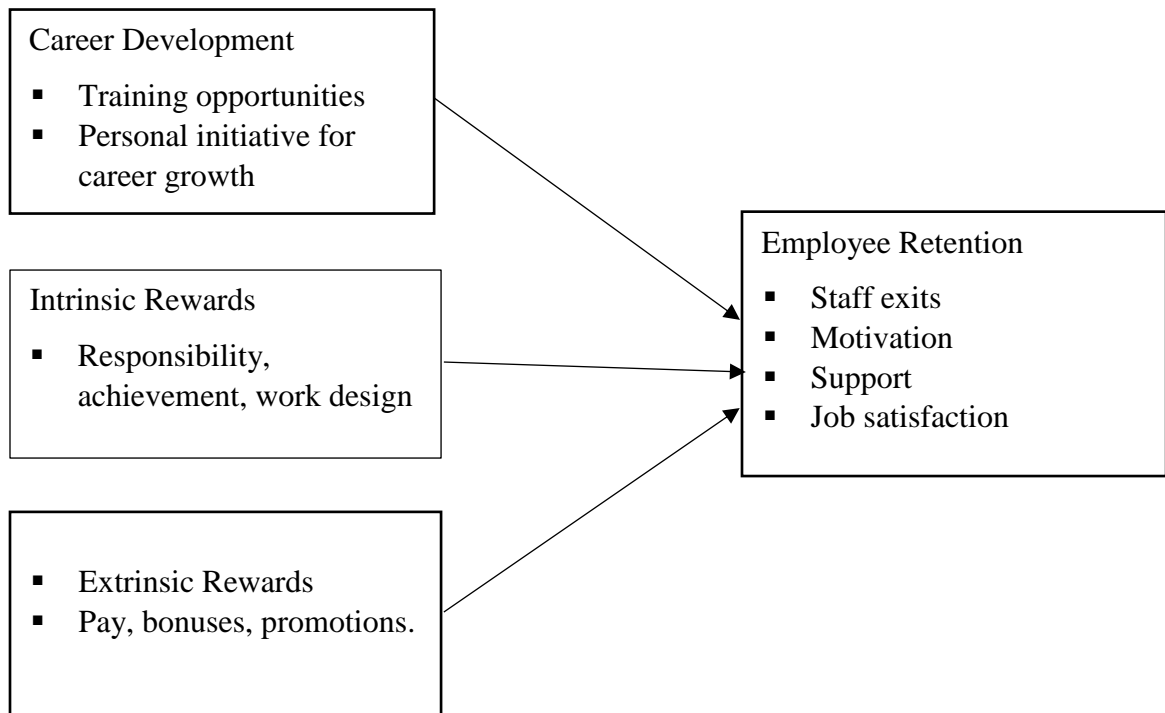 Career Development
▪ Training opportunities
▪ Personal initiative for
career growth
Intrinsic Rewards
▪ Responsibility,
achievement, work design
▪ Extrinsic Rewards
▪ Pay, bonuses, promotions.
Employee Retention
▪ Staff exits
▪ Motivation
▪ Support
▪ Job satisfaction